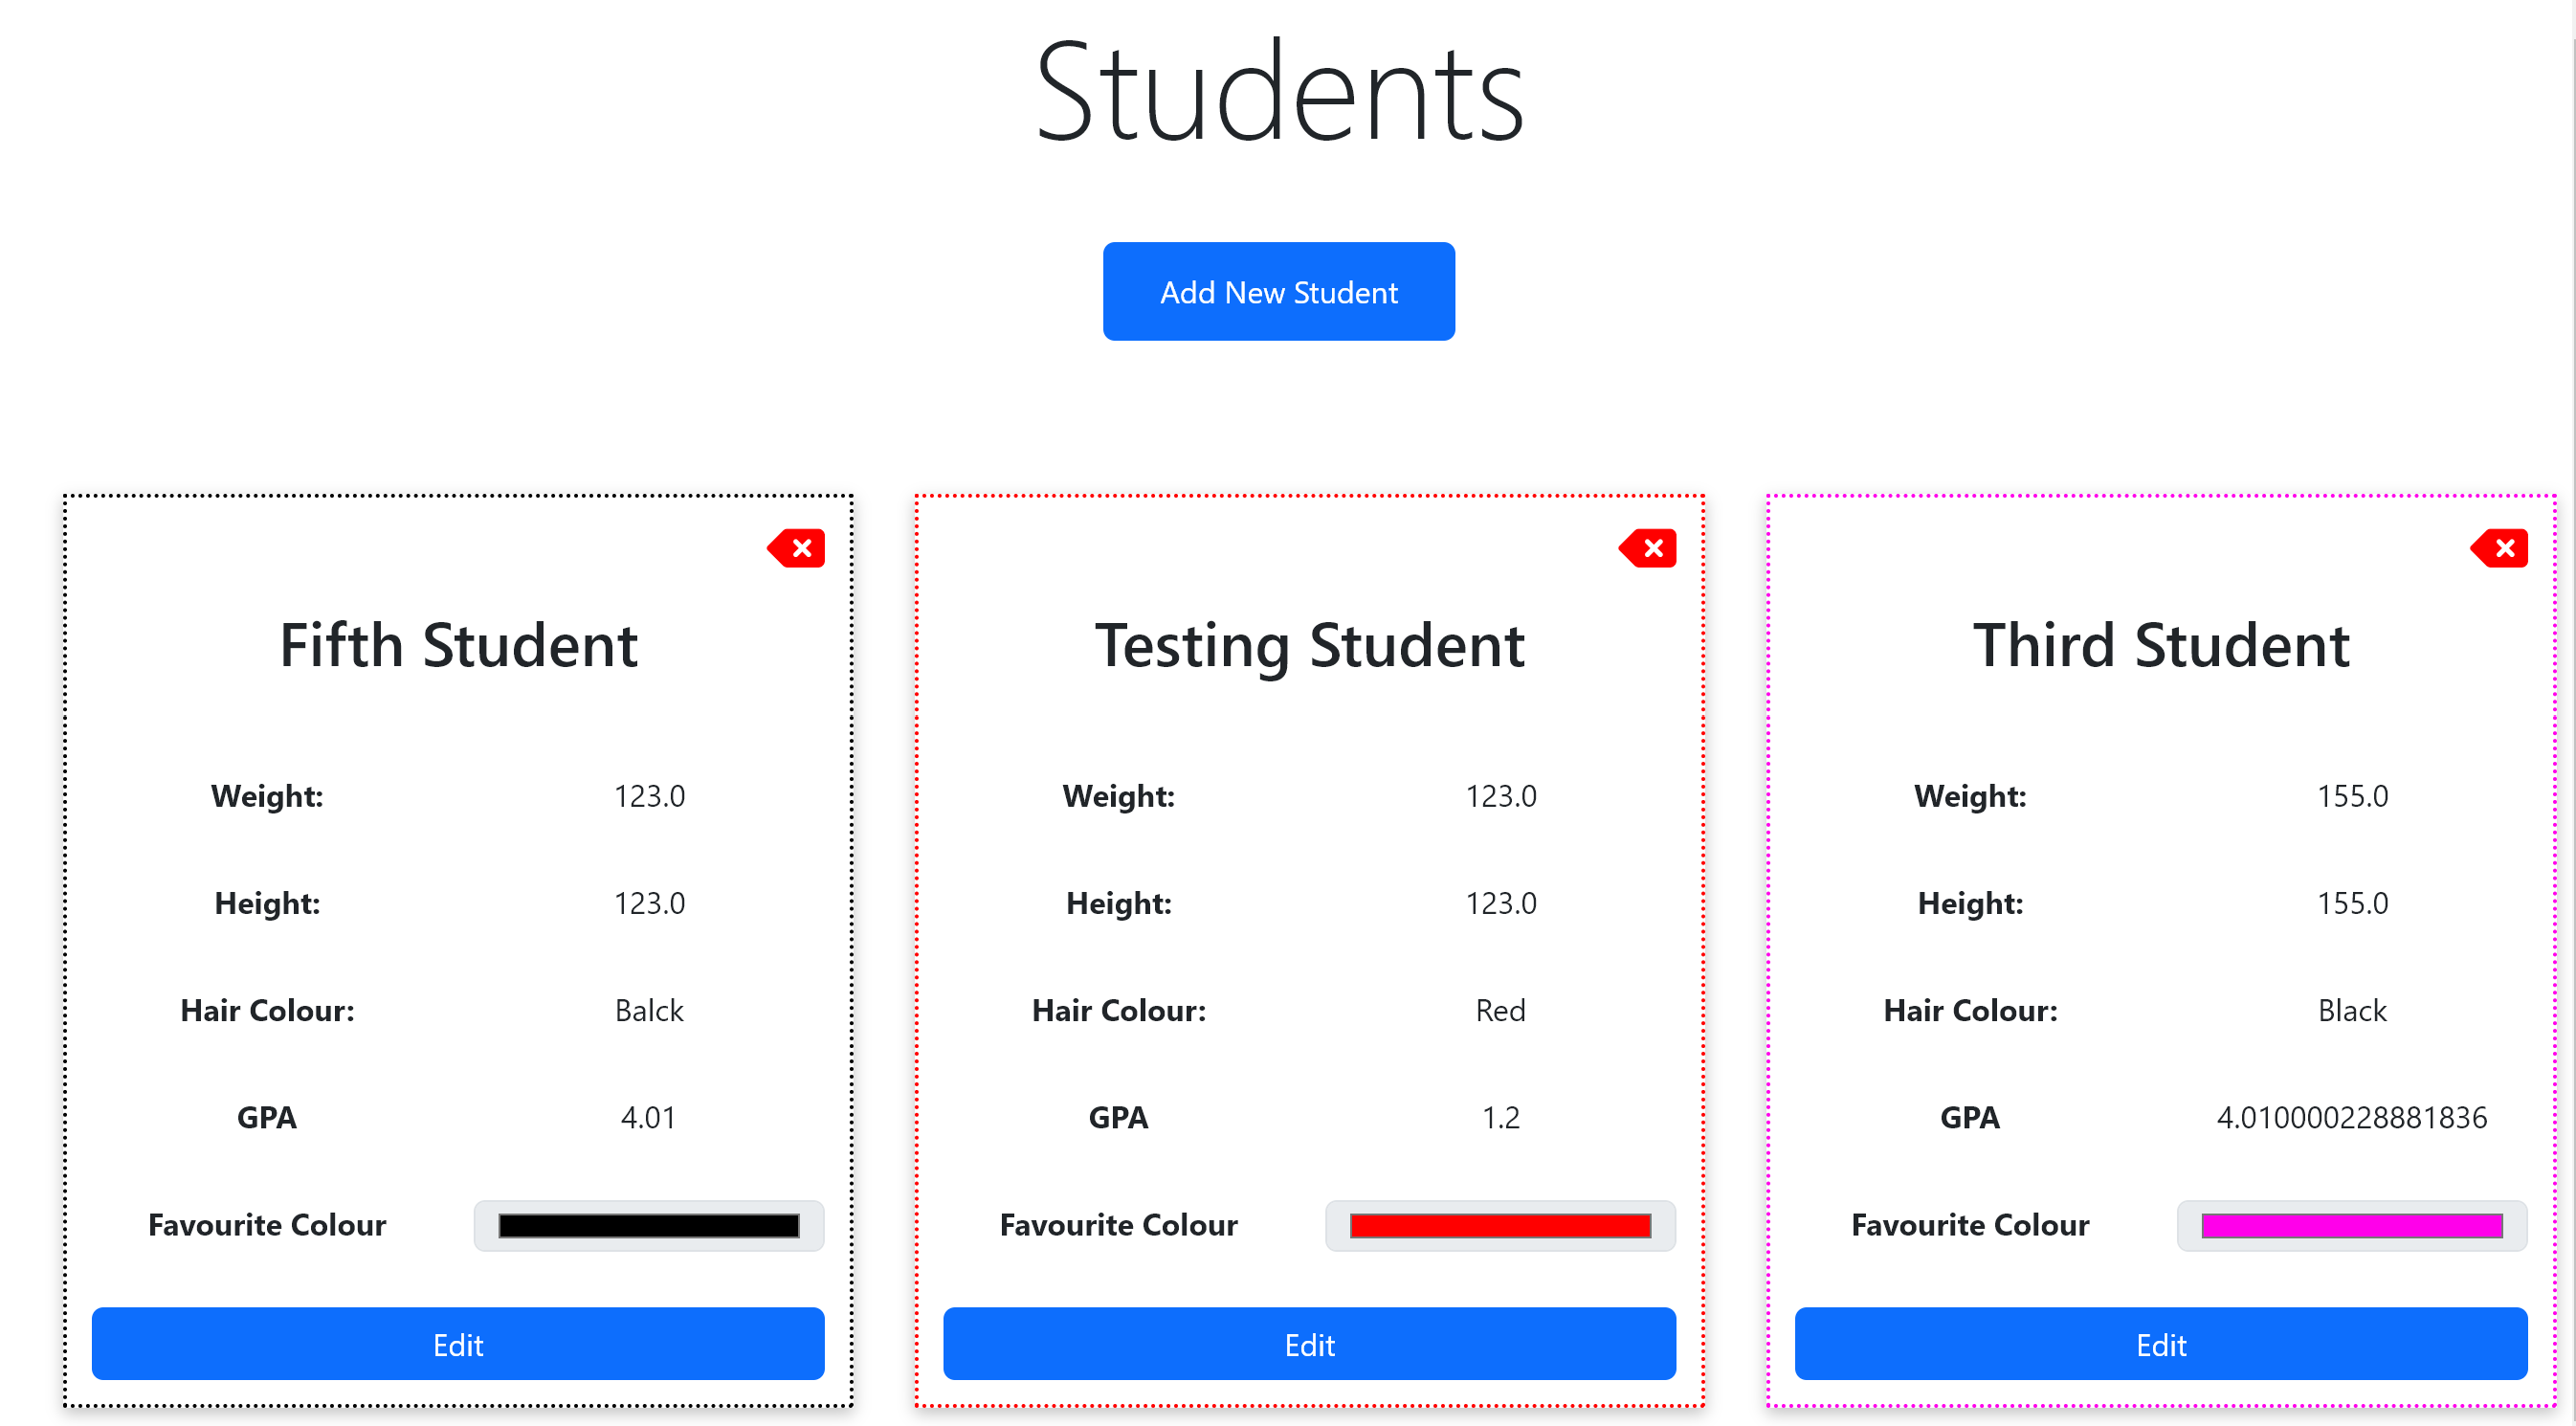 Students
Add New Student
Fifth Student
Weight: 123.0
Height: 123.0
Hair Colour: Balck
GPA 4.01
Favourite Colour
Edit
Testing Student
Weight: 123.0
Height: 123.0
Hair Colour: Red
GPA 1.2
Favourite Colour
Edit
Third Student
Weight: 155.0
Height: 155.0
Hair Colour: Black
GPA 4.010000228881836
Favourite Colour
Edit